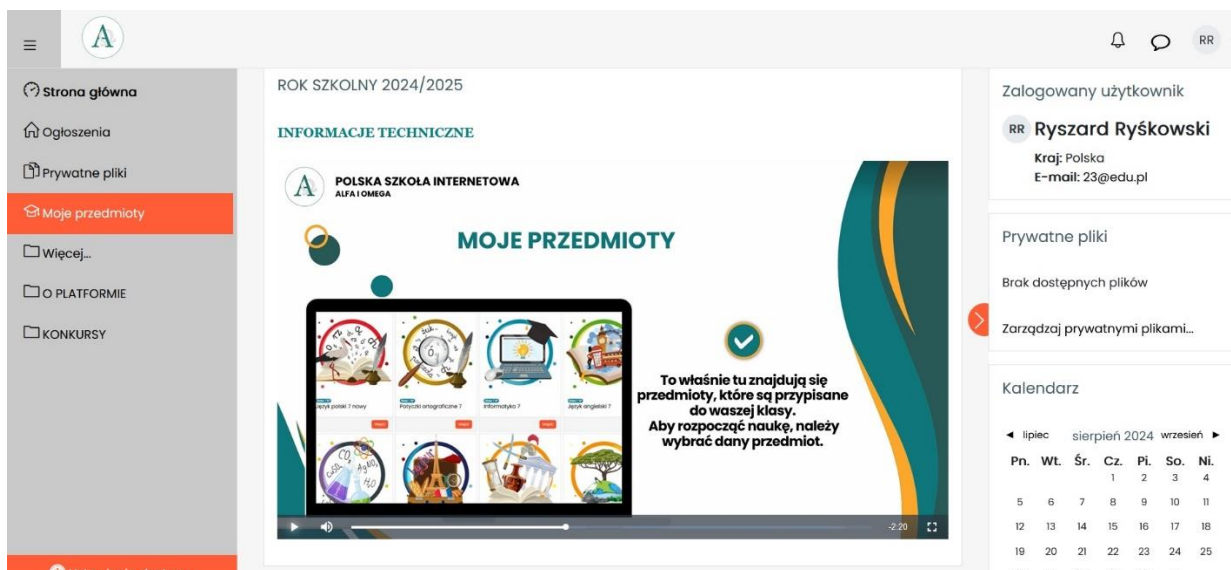 A
RR
Strona główna
Ogłoszenia
Prywatne pliki
Moje przedmioty
Więcej...
O PLATFORMIE
KONKURSY
ROK SZKOLNY 2024/2025
INFORMACJE TECHNICZNE
A
POLSKA SZKOŁA INTERNETOWA
ALFA I OMEGA
MOJE PRZEDMIOTY
Język polski 7 nowy
Potyczki ortograficzne 7
Informatyka 7
Język angielski 7
To właśnie tu znajdują się
przedmioty, które są przypisane
do waszej klasy.
Aby rozpocząć naukę, należy
wybrać dany przedmiot.
-2:20
Zalogowany użytkownik
RR Ryszard Ryśkowski
Kraj: Polska
E-mail: 23@edu.pl
Prywatne pliki
Brak dostępnych plików
Zarządzaj prywatnymi plikami...
Kalendarz
◄ lipiec sierpień 2024 wrzesień ►
Pn. Wt. Śr. Cz. Pi. So. Ni.
1 2 3 4
5 6 7 8 9 10 11
12 13 14 15 16 17 18
19 20 21 22 23 24 25